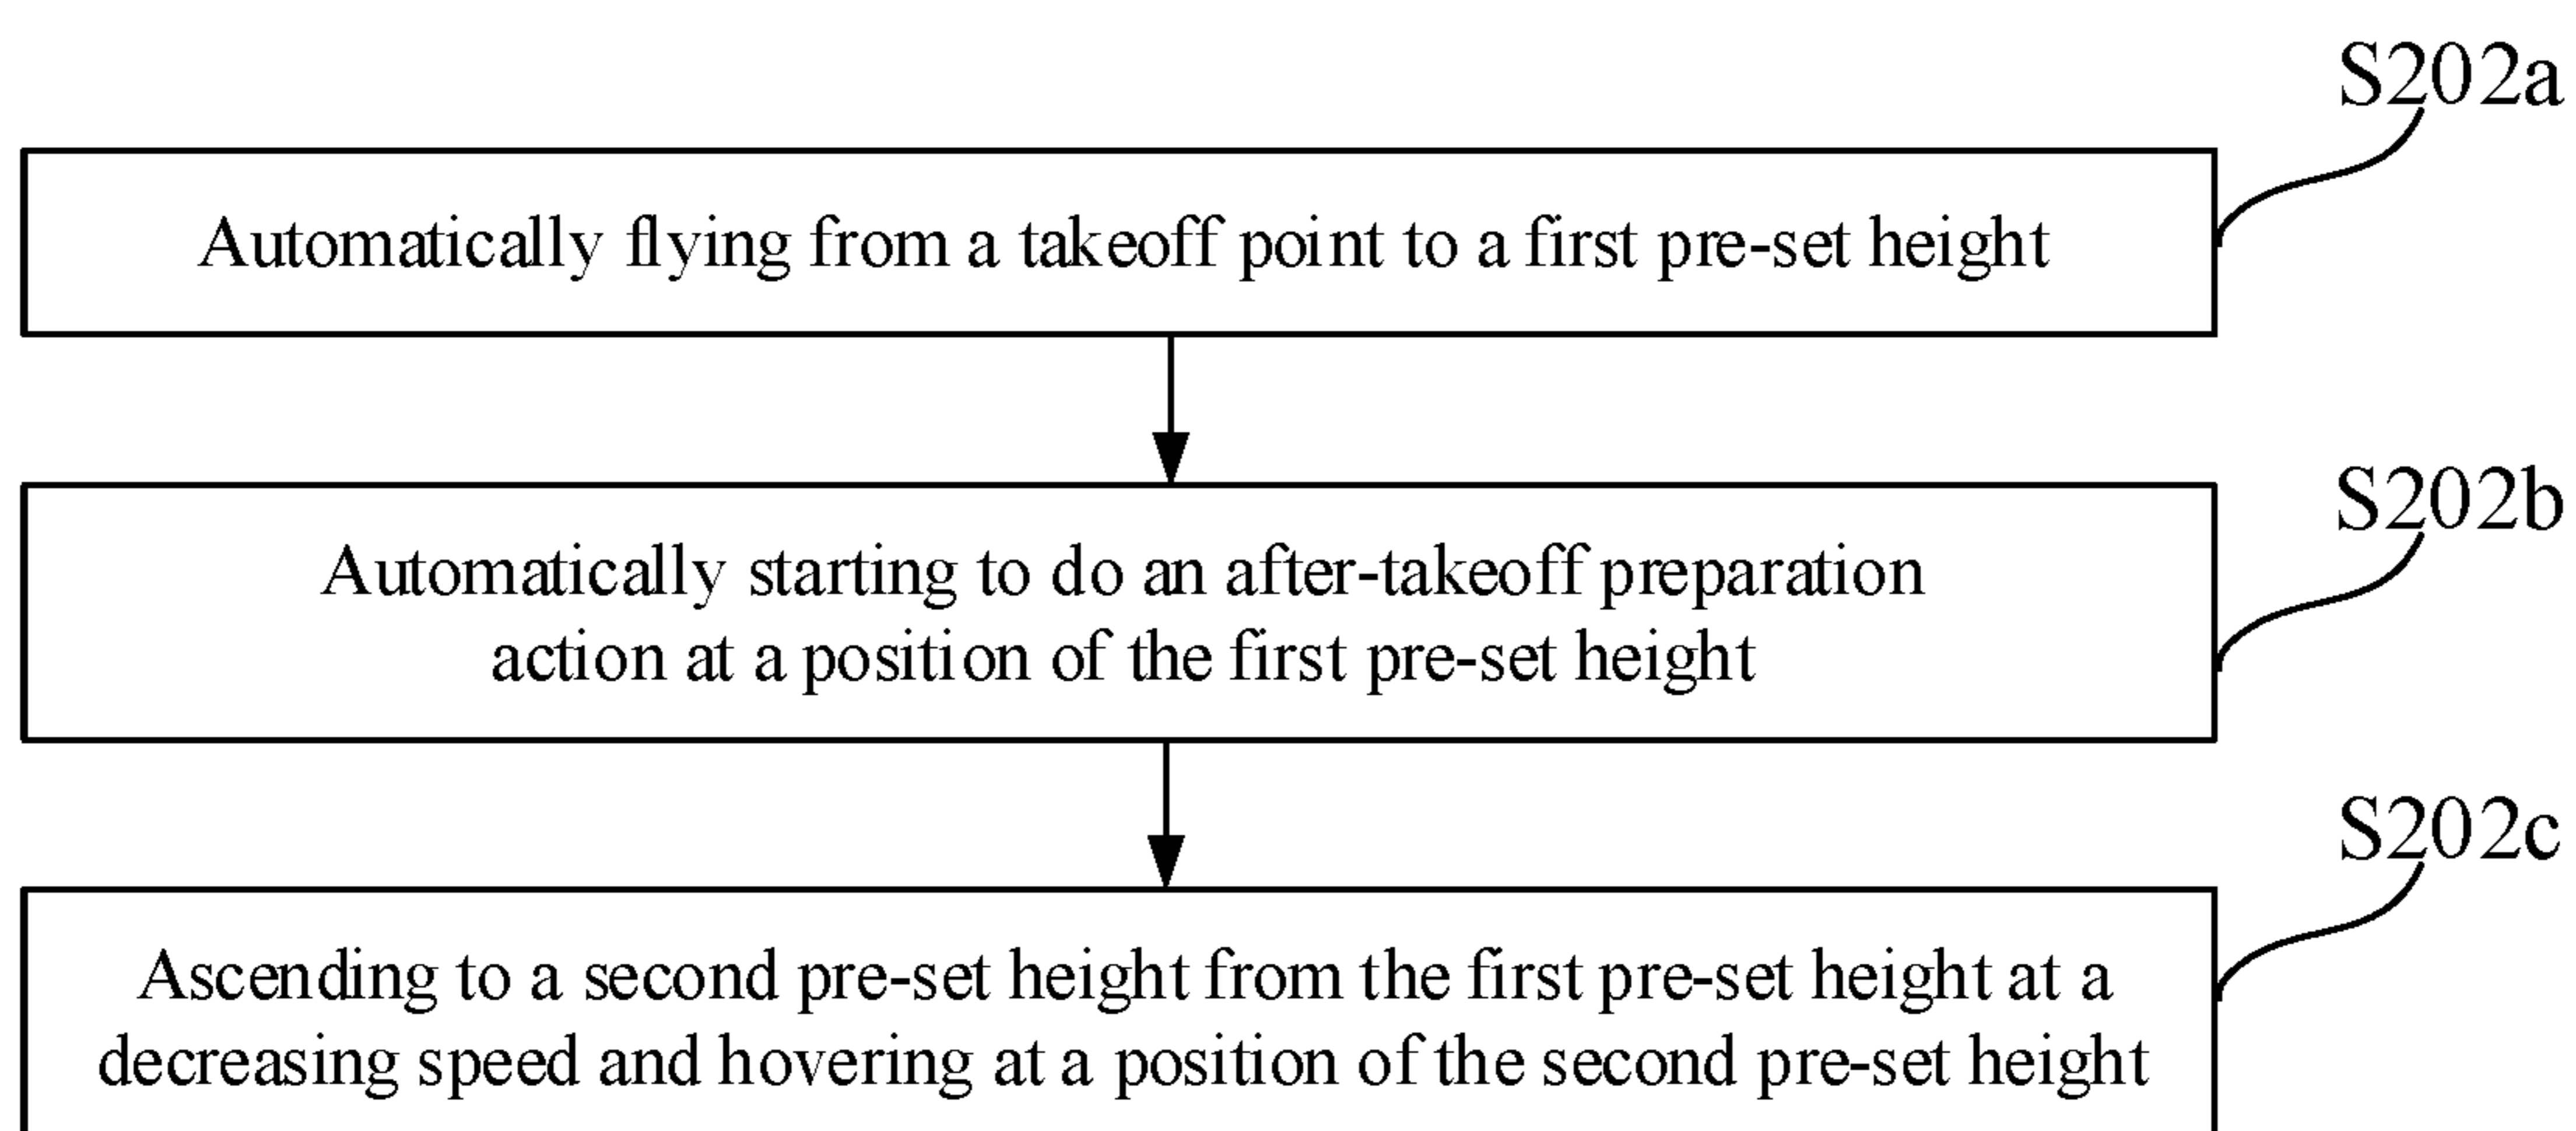 S202a
Automatically flying from a takeoff point to a first pre-set height
S202b
Automatically starting to do an after-takeoff preparation
action at a position of the first pre-set height
S202c
Ascending to a second pre-set height from the first pre-set height at a
decreasing speed and hovering at a position of the second pre-set height